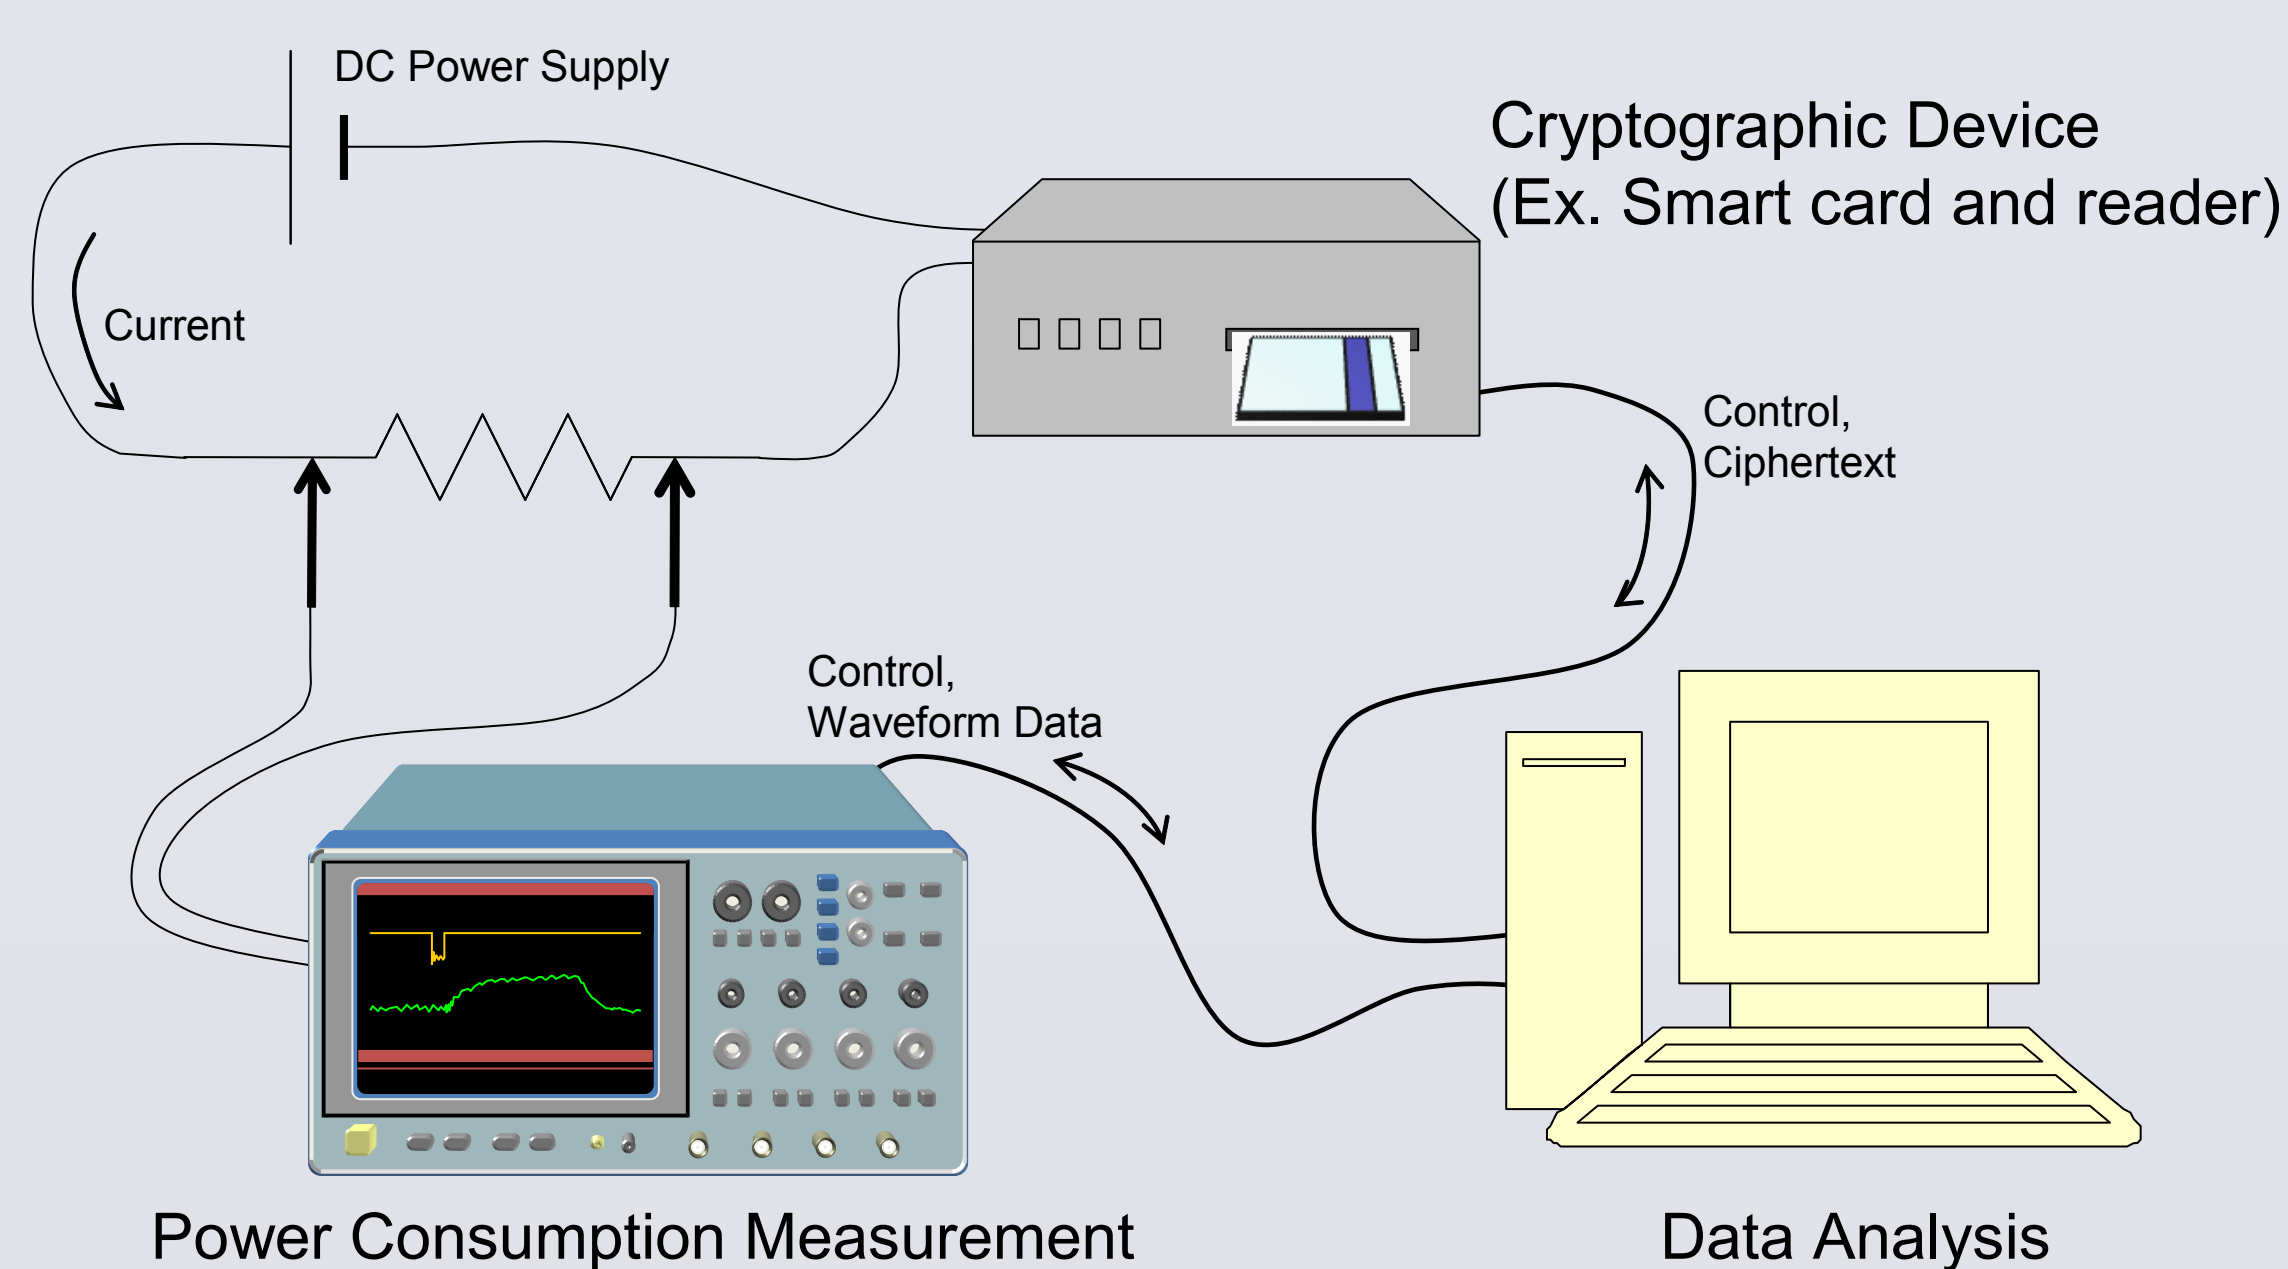 DC Power Supply
Cryptographic Device
(Ex. Smart card and reader)
Current
Control,
Ciphertext
Control,
Waveform Data
Power Consumption Measurement
Data Analysis